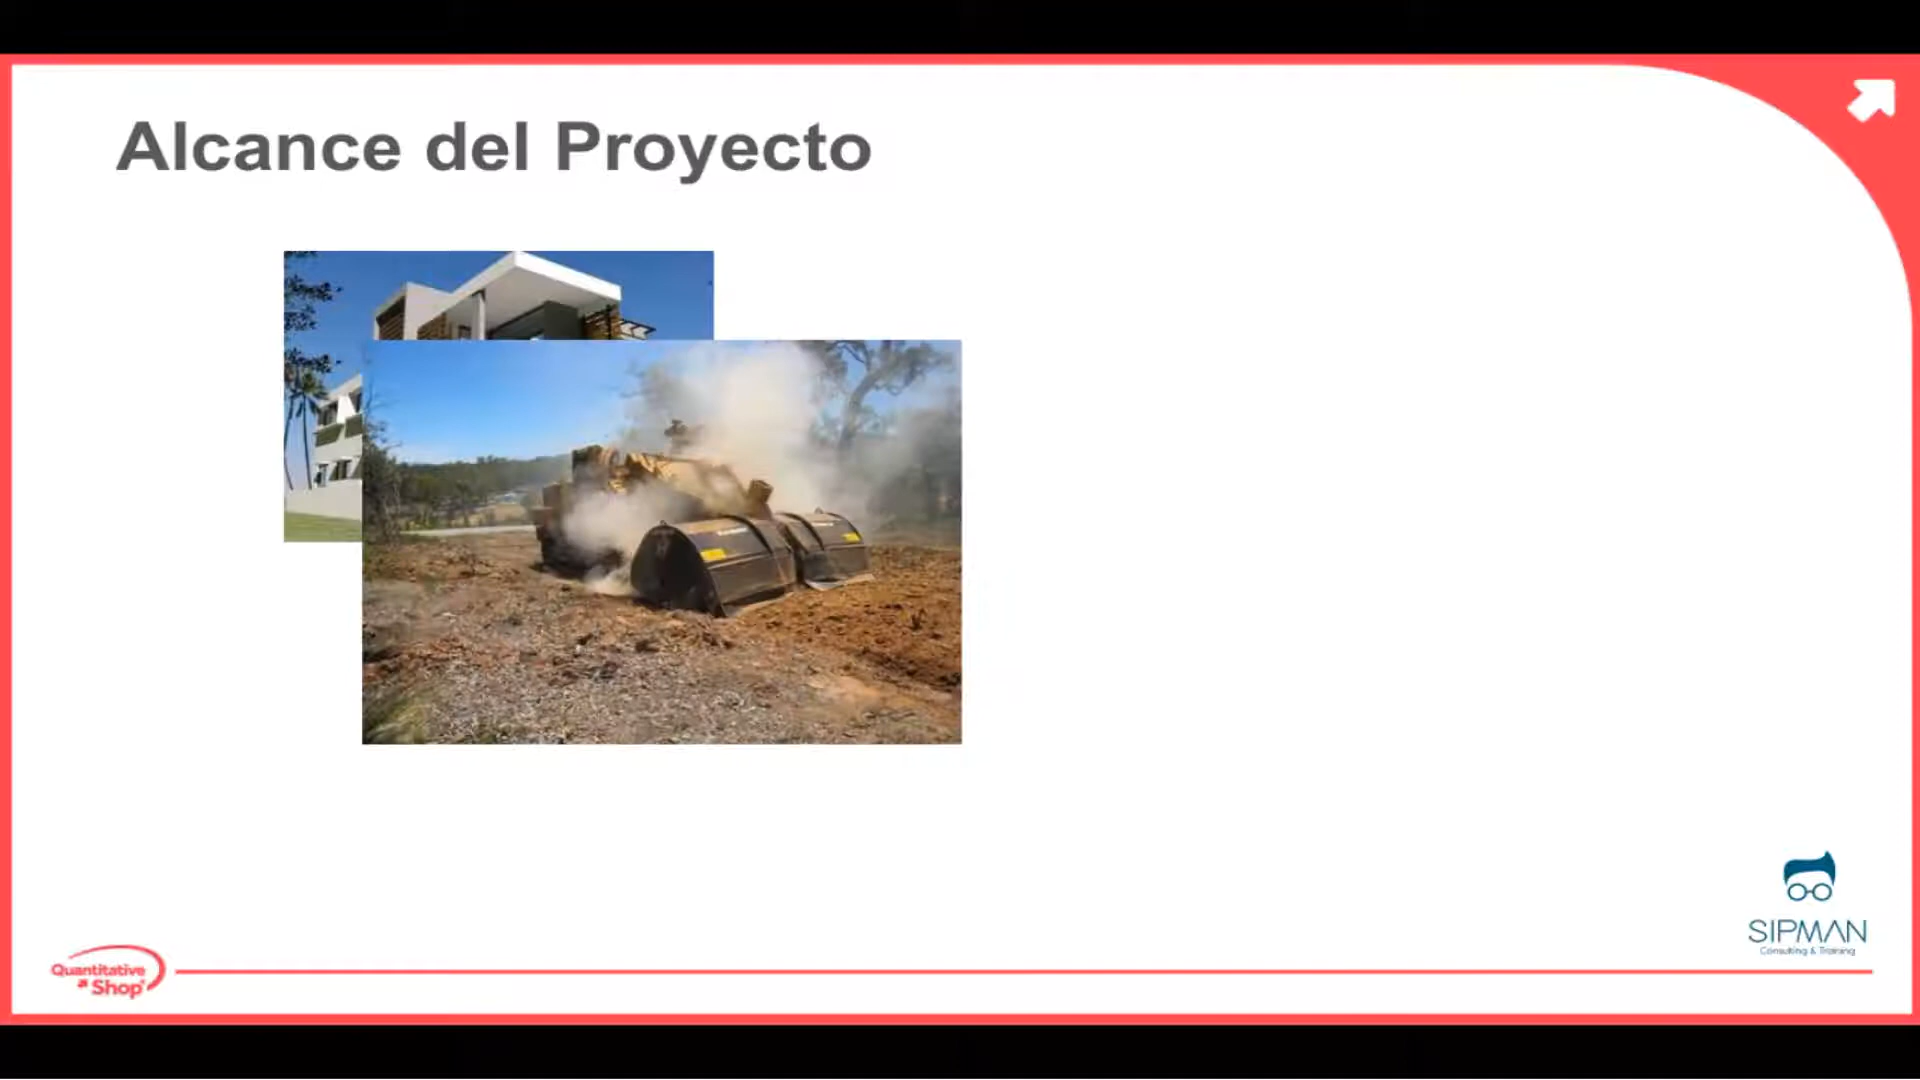 Alcance del Proyecto
SIPMAN
Consulting & Training
Quantitative
Shop